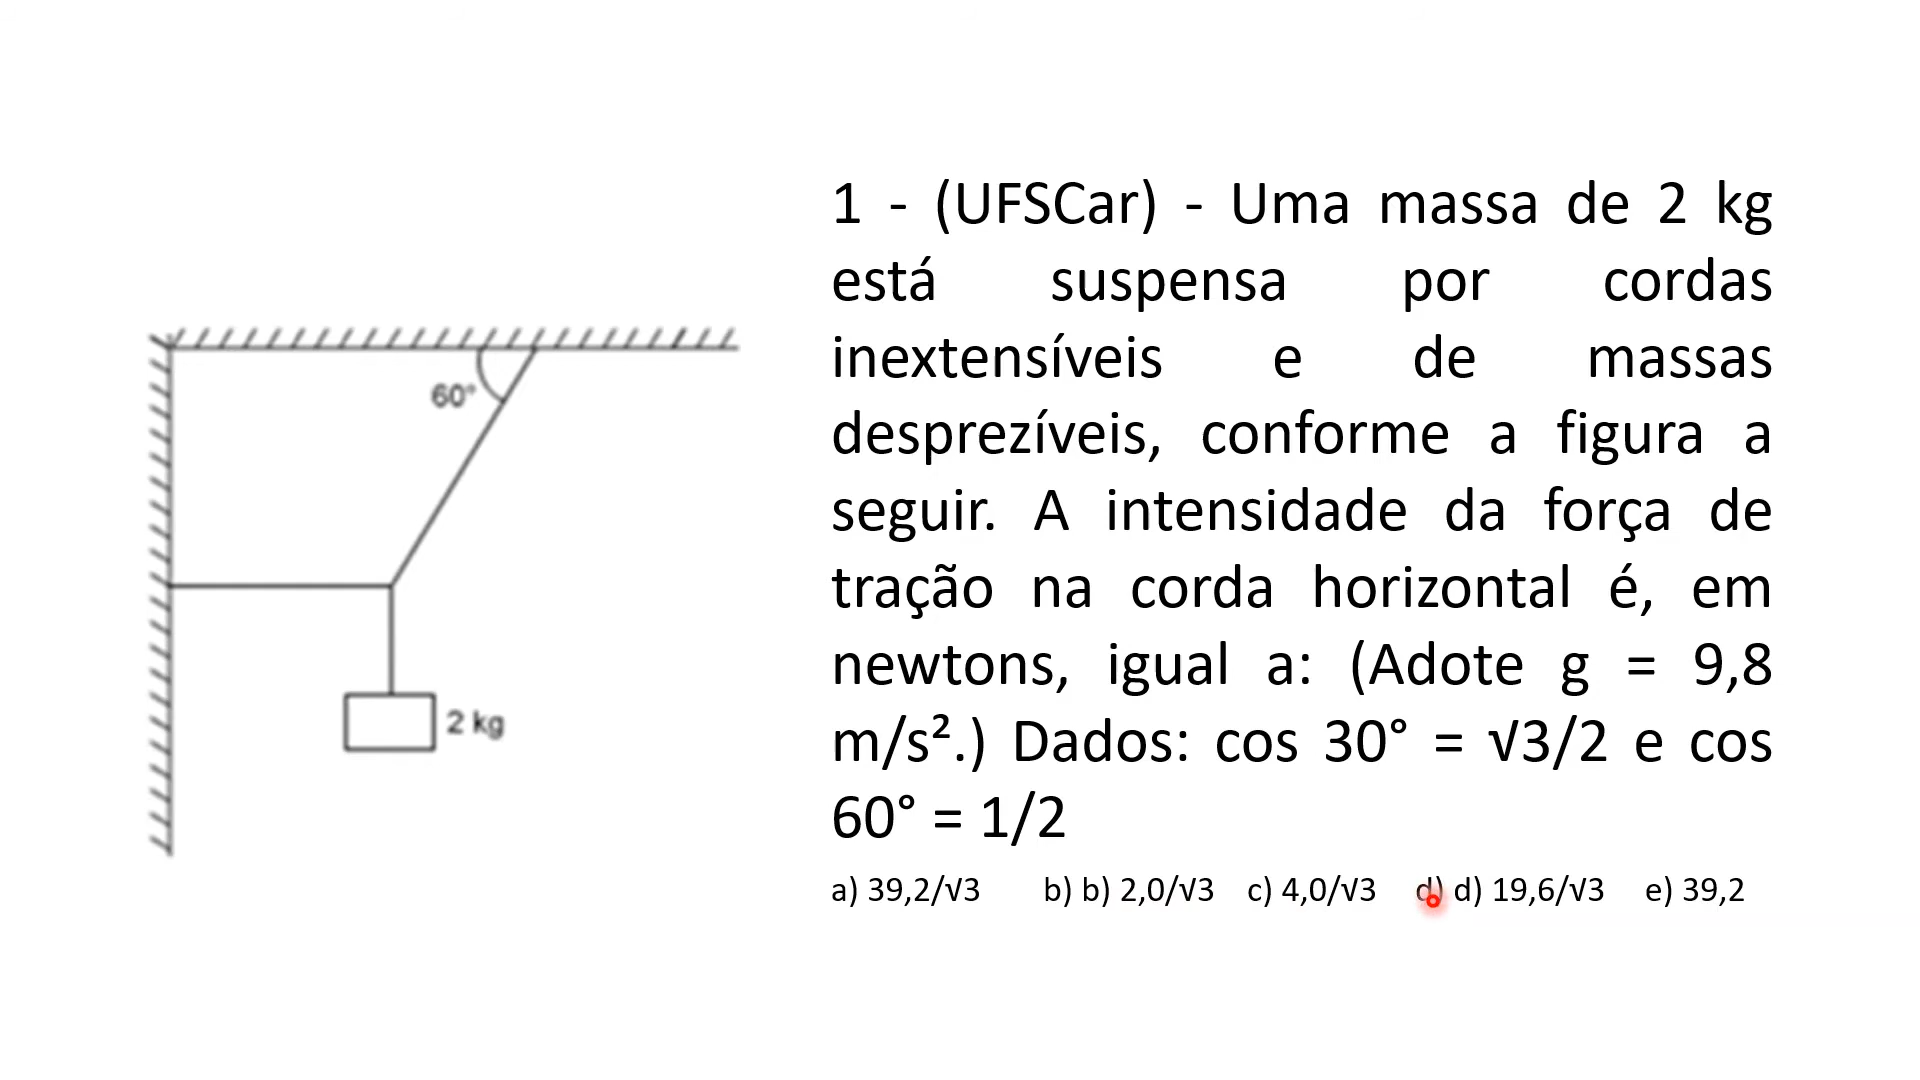 1 - (UFSCar) - Uma massa de 2 kg
está suspensa por cordas
inextensíveis e de massas
desprezíveis, conforme a figura a
seguir. A intensidade da força de
tração na corda horizontal é, em
newtons, igual a: (Adote g = 9,8
m/s².) Dados: cos 30° = √3/2 e cos
60° = 1/2
a) 39,2/√3 b) b) 2,0/√3 c) 4,0/√3 d) d) 19,6/√3 e) 39,2
60°
2 kg